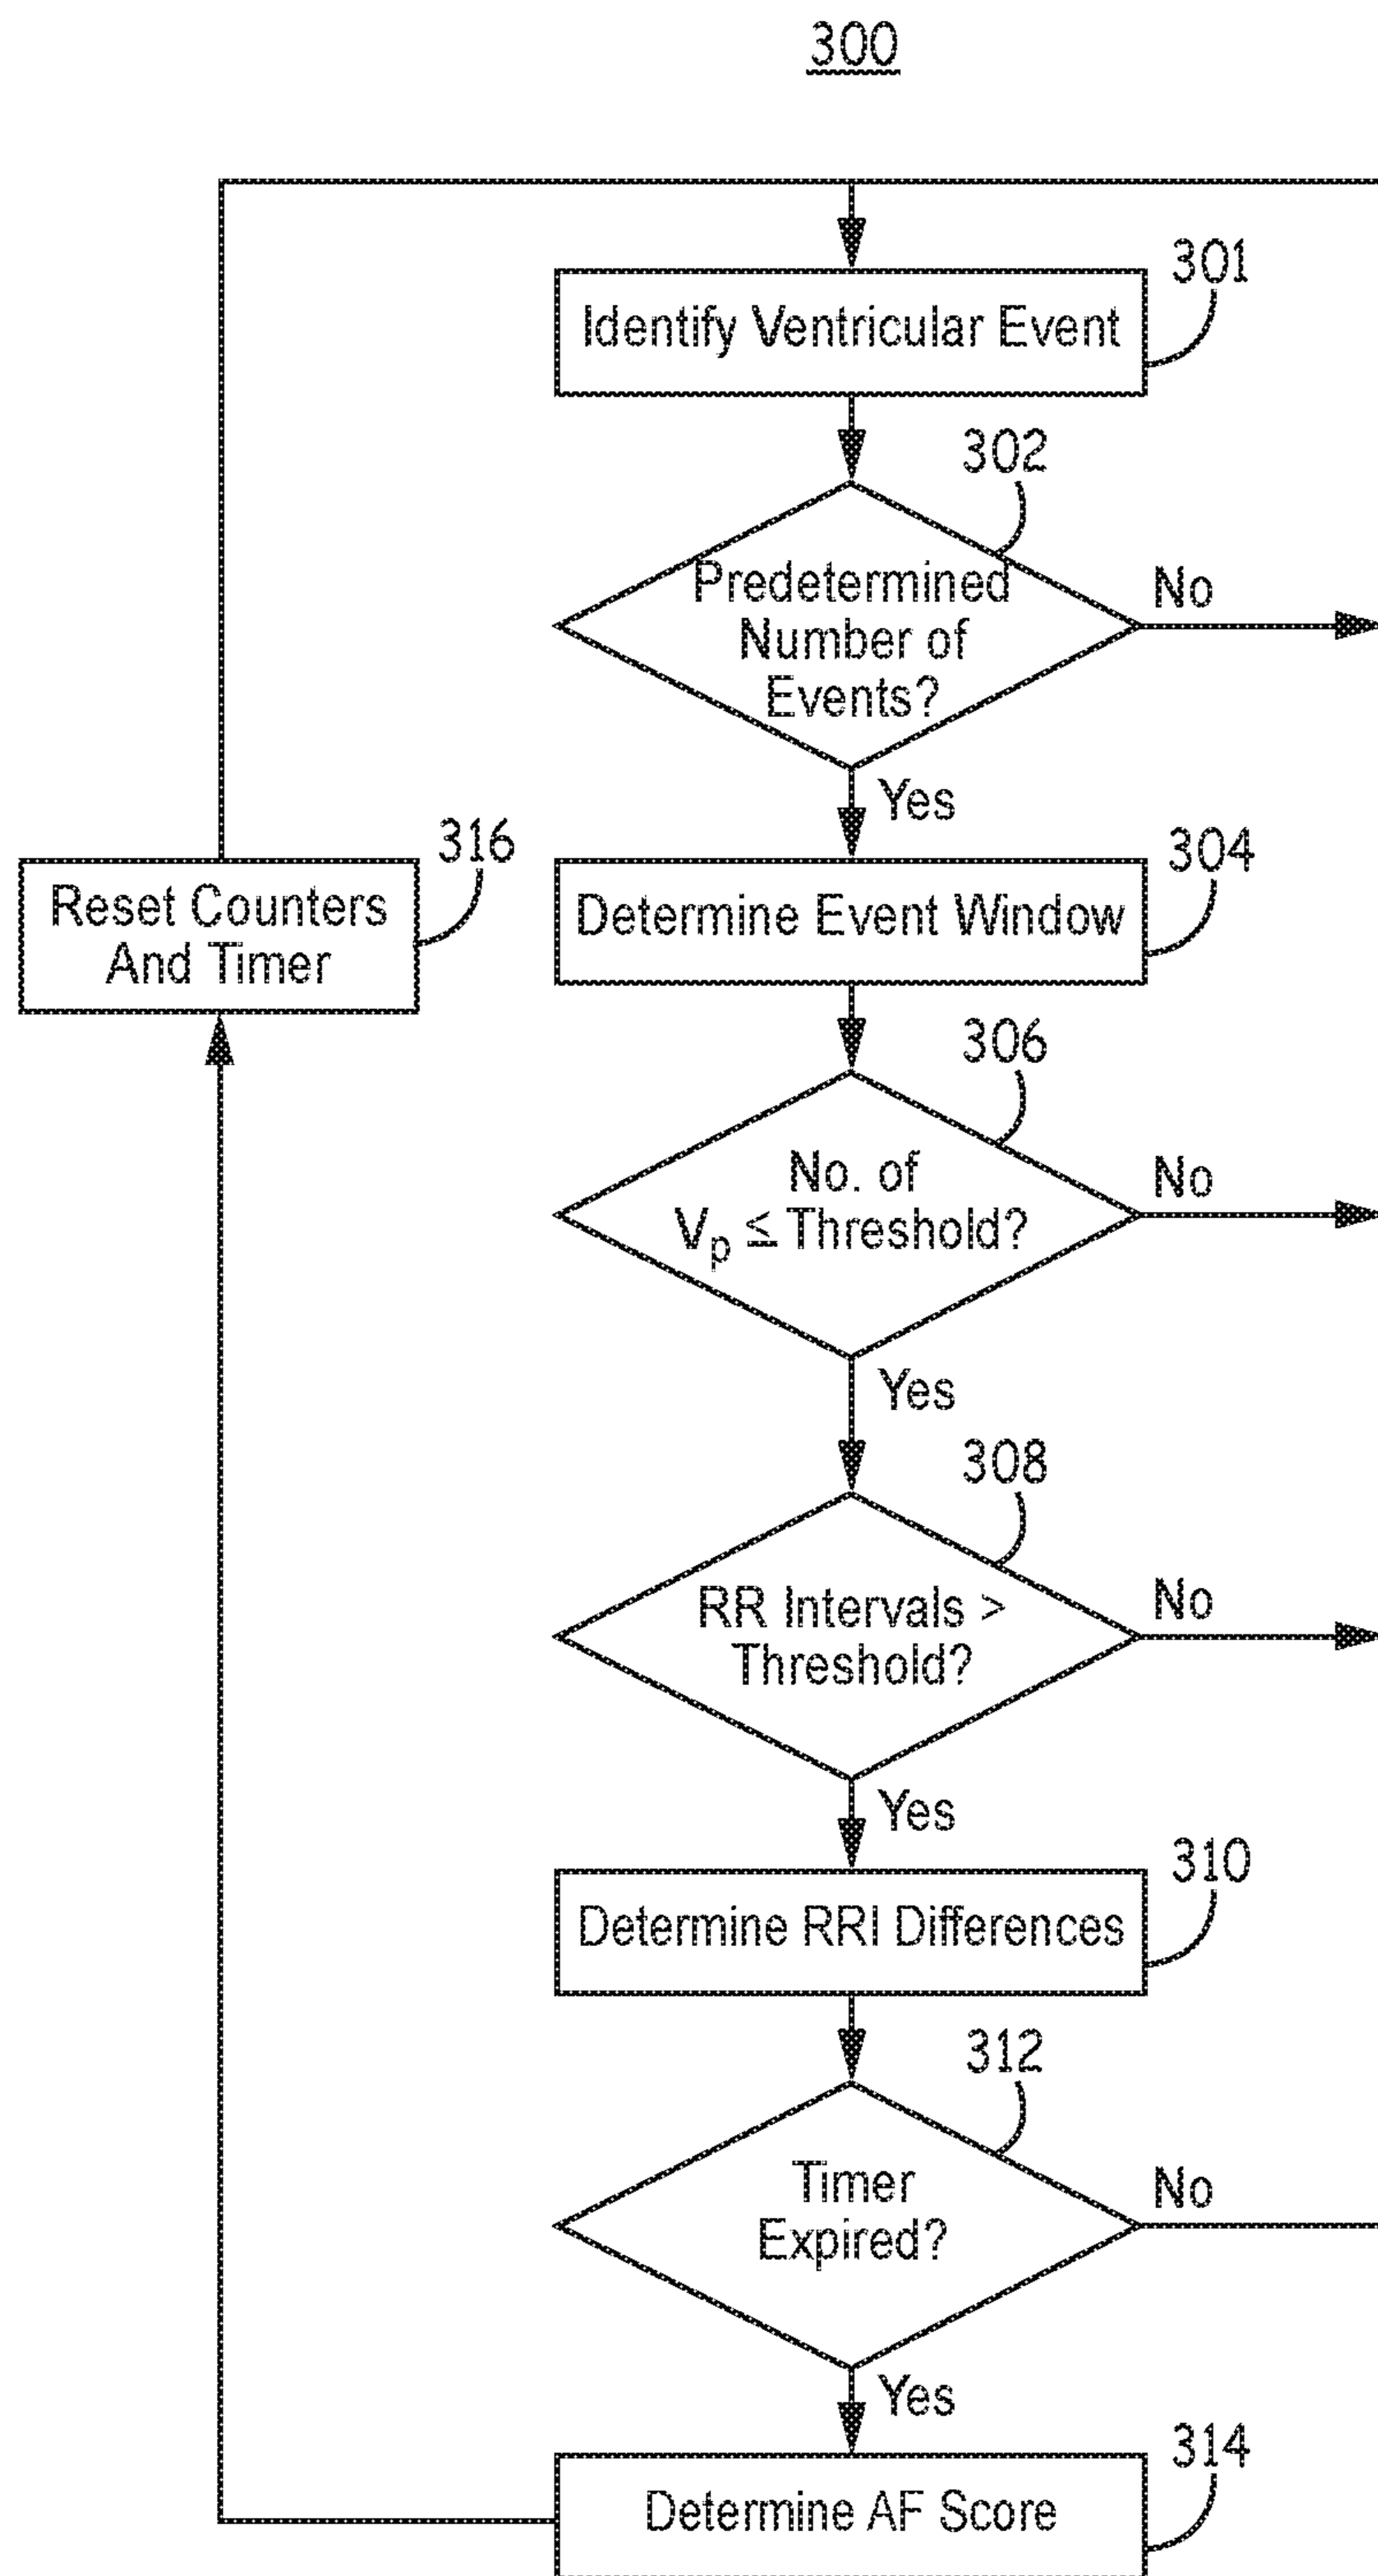 300
301
Identify Ventricular Event
302
Predetermined
Number of
Events?
No
Yes
316
Reset Counters
And Timer
304
Determine Event Window
306
No. of
Vp ≤ Threshold?
No
Yes
308
RR Intervals >
Threshold?
No
Yes
310
Determine RRI Differences
312
Timer
Expired?
No
Yes
314
Determine AF Score